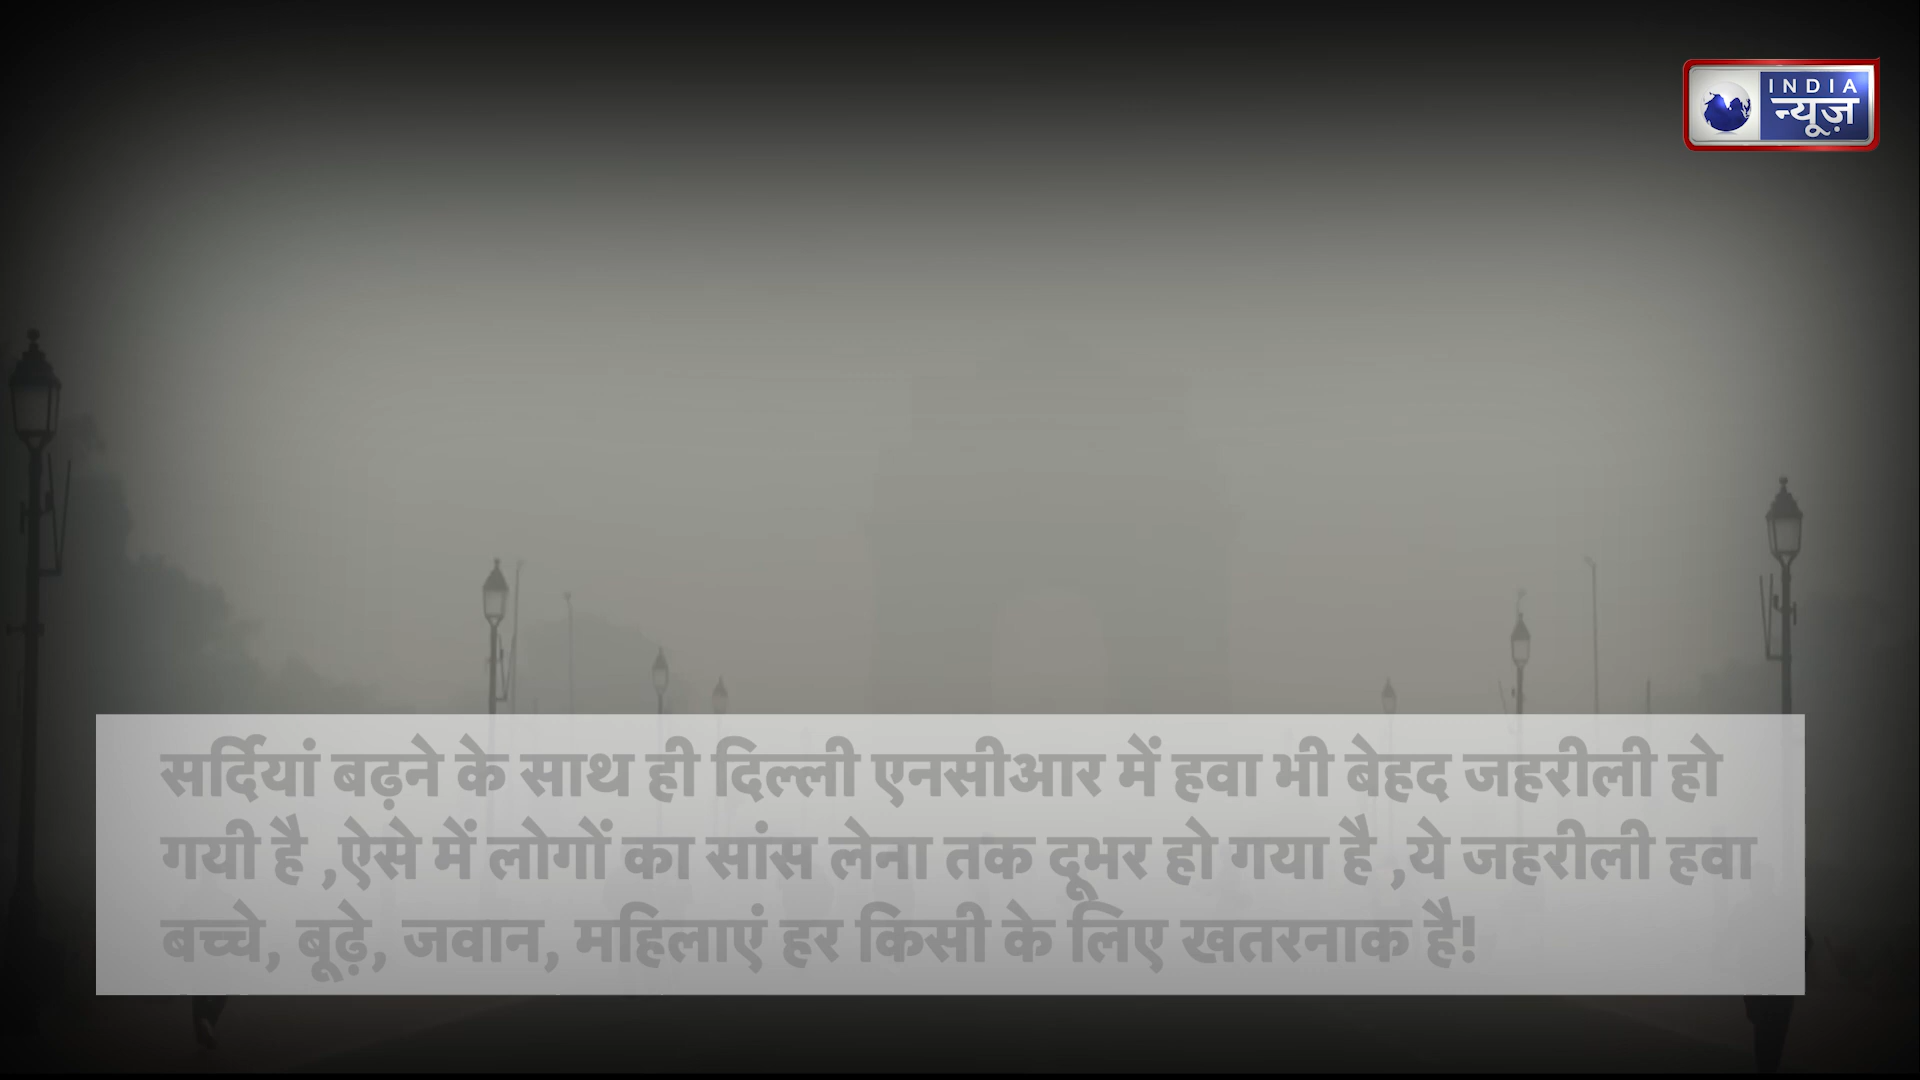 INDIA
न्यूज़
सर्दियां बढ़ने के साथ ही दिल्ली एनसीआर में हवा भी बेहद जहरीली हो
गयी है ,ऐसे में लोगों का सांस लेना तक दूभर हो गया है ,ये जहरीली हवा
बच्चे, बूढ़े, जवान, महिलाएं हर किसी के लिए खतरनाक है!